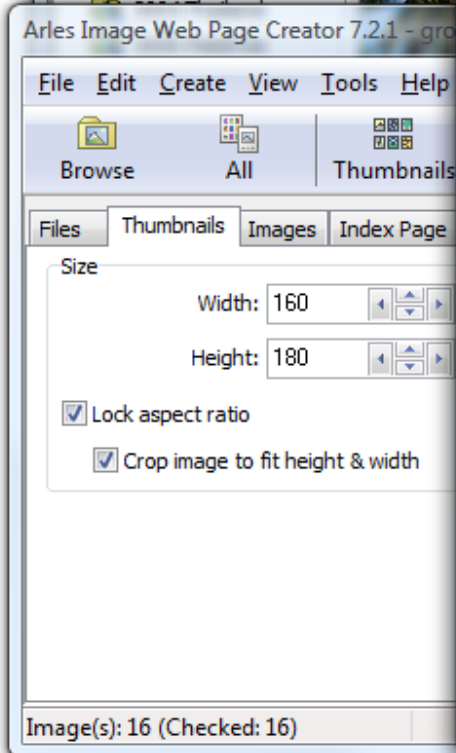 Arles Image Web Page Creator 7.2.1 - gro
File Edit Create View Tools Help
Browse All Thumbnails
Files Thumbnails Images Index Page
Size
Width: 160
Height: 180
Lock aspect ratio
Crop image to fit height & width
Image(s): 16 (Checked: 16)